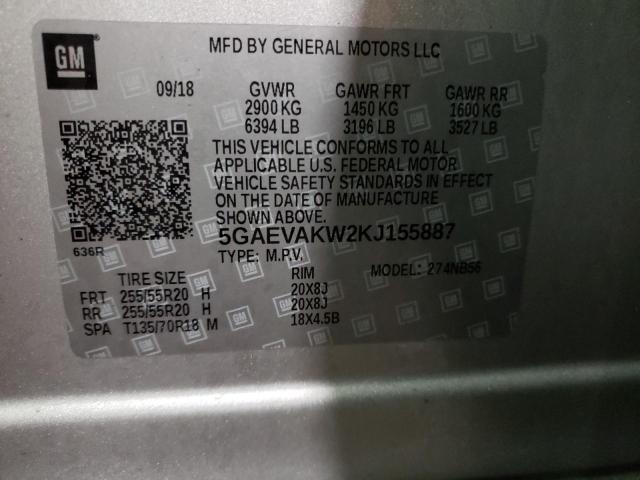 GM
MFD BY GENERAL MOTORS LLC
09/18 GVWR GAWR FRT GAWR RR
2900 KG 1450 KG 1600 KG
6394 LB 3196 LB 3527 LB
THIS VEHICLE CONFORMS TO ALL
APPLICABLE U.S. FEDERAL MOTOR
VEHICLE SAFETY STANDARDS IN EFFECT
ON THE DATE OF MANUFACTURE
SHOWN ABOVE.
636R
5GAEVAKW2KJ155887
TYPE: M.P.V. MODEL: 274NB56
TIRE SIZE RIM
FRT 255/55R20 H 20X8J
RR 255/55R20 H 20X8J
SPA T135/70R18 M 18X4.5B